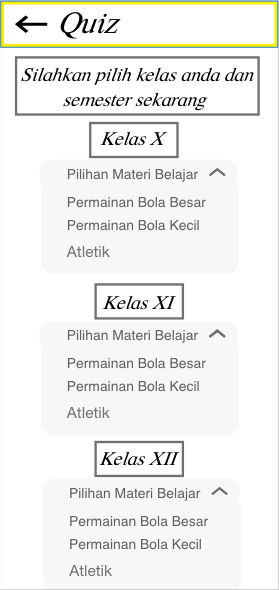 Quiz
Silahkan pilih kelas anda dan
semester sekarang
Kelas X
Pilihan Materi Belajar
Permainan Bola Besar
Permainan Bola Kecil
Atletik
Kelas XI
Pilihan Materi Belajar
Permainan Bola Besar
Permainan Bola Kecil
Atletik
Kelas XII
Pilihan Materi Belajar
Permainan Bola Besar
Permainan Bola Kecil
Atletik